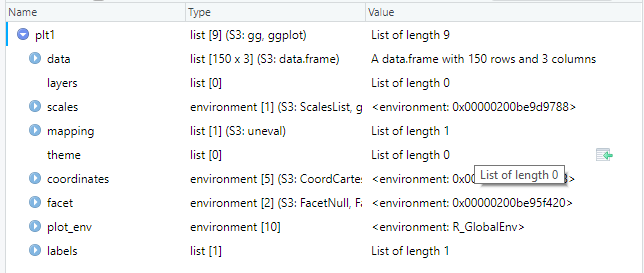 Name Type Value
plt1 list [9] (S3: gg, ggplot) List of length 9
data list [150 x 3] (S3: data.frame) A data.frame with 150 rows and 3 columns
layers list [0] List of length 0
scales environment [1] (S3: ScalesList, g <environment: 0x00000200be9d9788>
mapping list [1] (S3: uneval) List of length 1
theme list [0] List of length 0
List of length 0
coordinates environment [5] (S3: CoordCartes <environment: 0x00
facet environment [2] (S3: FacetNull, Fa <environment: 0x00000200be95f420>
plot_env environment [10] <environment: R_GlobalEnv>
labels list [1] List of length 1